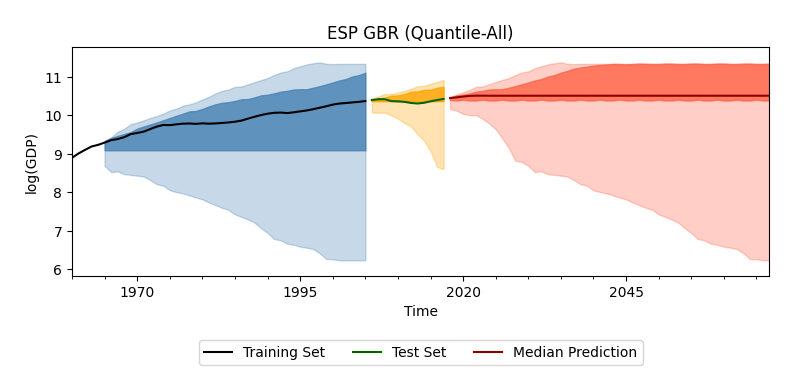 ESP GBR (Quantile-All)
11
10
9
8
7
6
log(GDP)
1970
1995
2020
2045
Time
Training Set
Test Set
Median Prediction